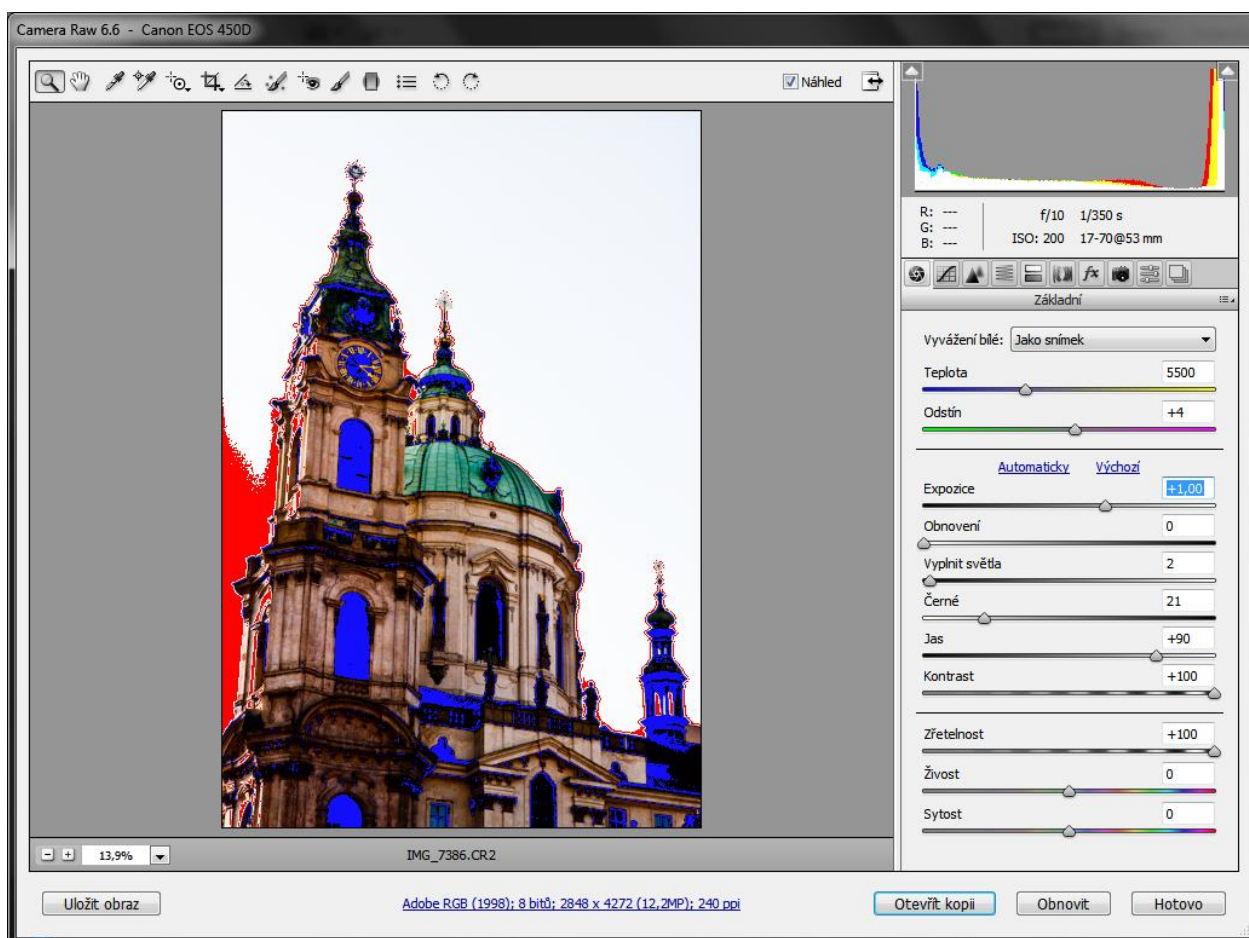 Camera Raw 6.6 - Canon EOS 450D
Náhled
R: ---
G: ---
B: ---
f/10 1/350 s
ISO: 200 17-70@53 mm
fx
Základní
Vyvážení bílé: Jako snímek
Teplota 5500
Odstín +4
Automaticky Výchozí
Expozice +1,00
Obnovení 0
Vyplnit světla 2
Černé 21
Jas +90
Kontrast +100
Zřetelnost +100
Živost 0
Sytost 0
13,9% IMG_7386.CR2
Uložit obraz Adobe RGB (1998); 8 bitů; 2848 x 4272 (12,2MP); 240 ppi Otevřít kopii Obnovit Hotovo